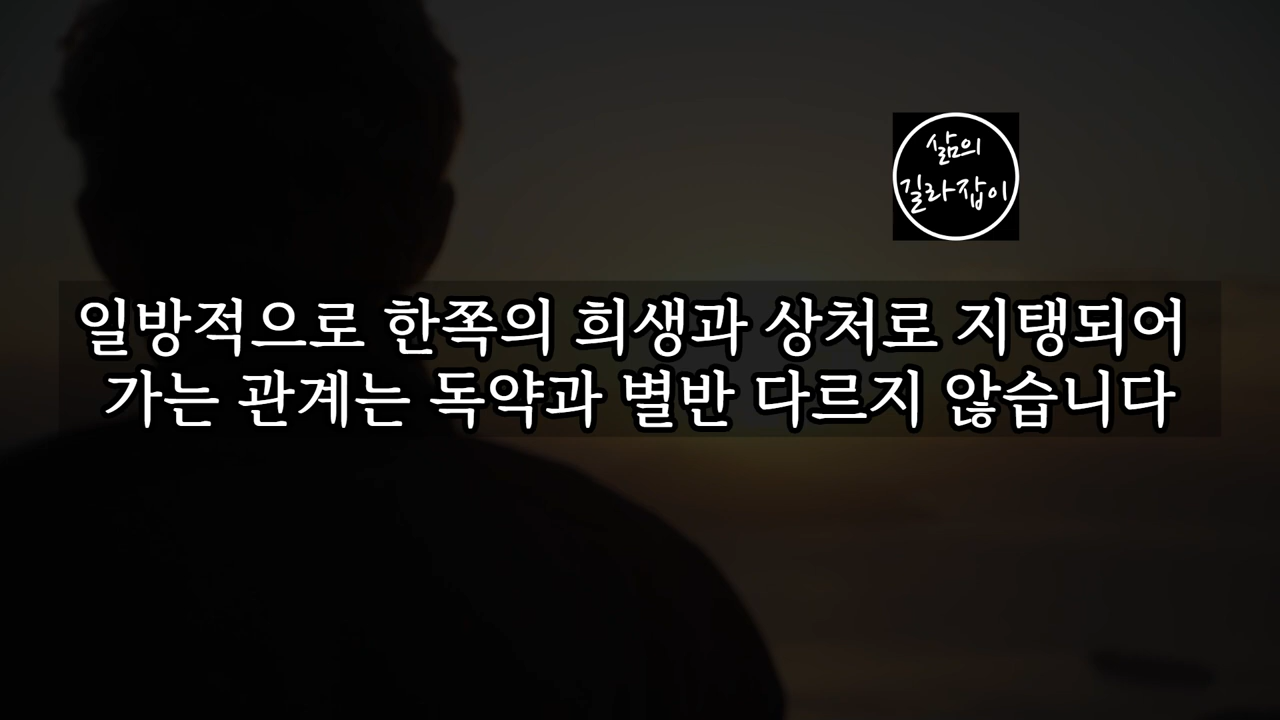 삶의
길라잡이
일방적으로 한쪽의 희생과 상처로 지탱되어
가는 관계는 독약과 별반 다르지 않습니다